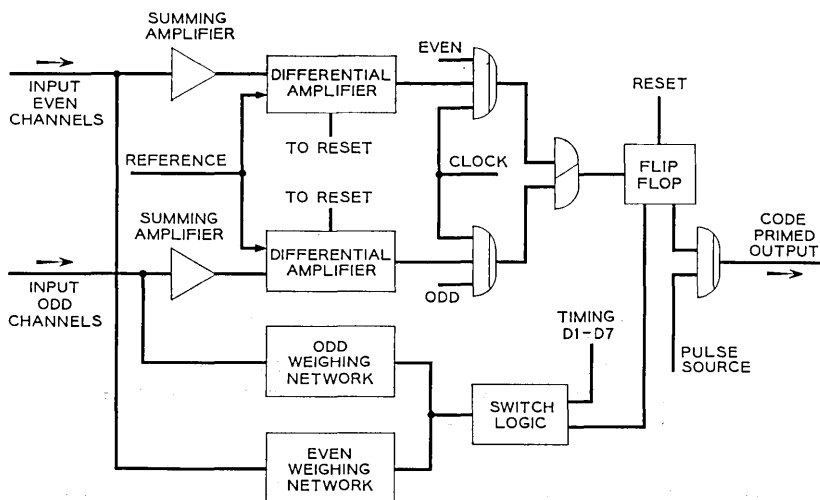 SUMMING
AMPLIFIER
INPUT
EVEN
CHANNELS
DIFFERENTIAL
AMPLIFIER
EVEN
TO RESET
REFERENCE
CLOCK
RESET
FLIP
FLOP
TO RESET
SUMMING
AMPLIFIER
DIFFERENTIAL
AMPLIFIER
ODD
INPUT
ODD
CHANNELS
CODE
PRIMED
OUTPUT
TIMING
D1-D7
PULSE
SOURCE
ODD
WEIGHING
NETWORK
SWITCH
LOGIC
EVEN
WEIGHING
NETWORK